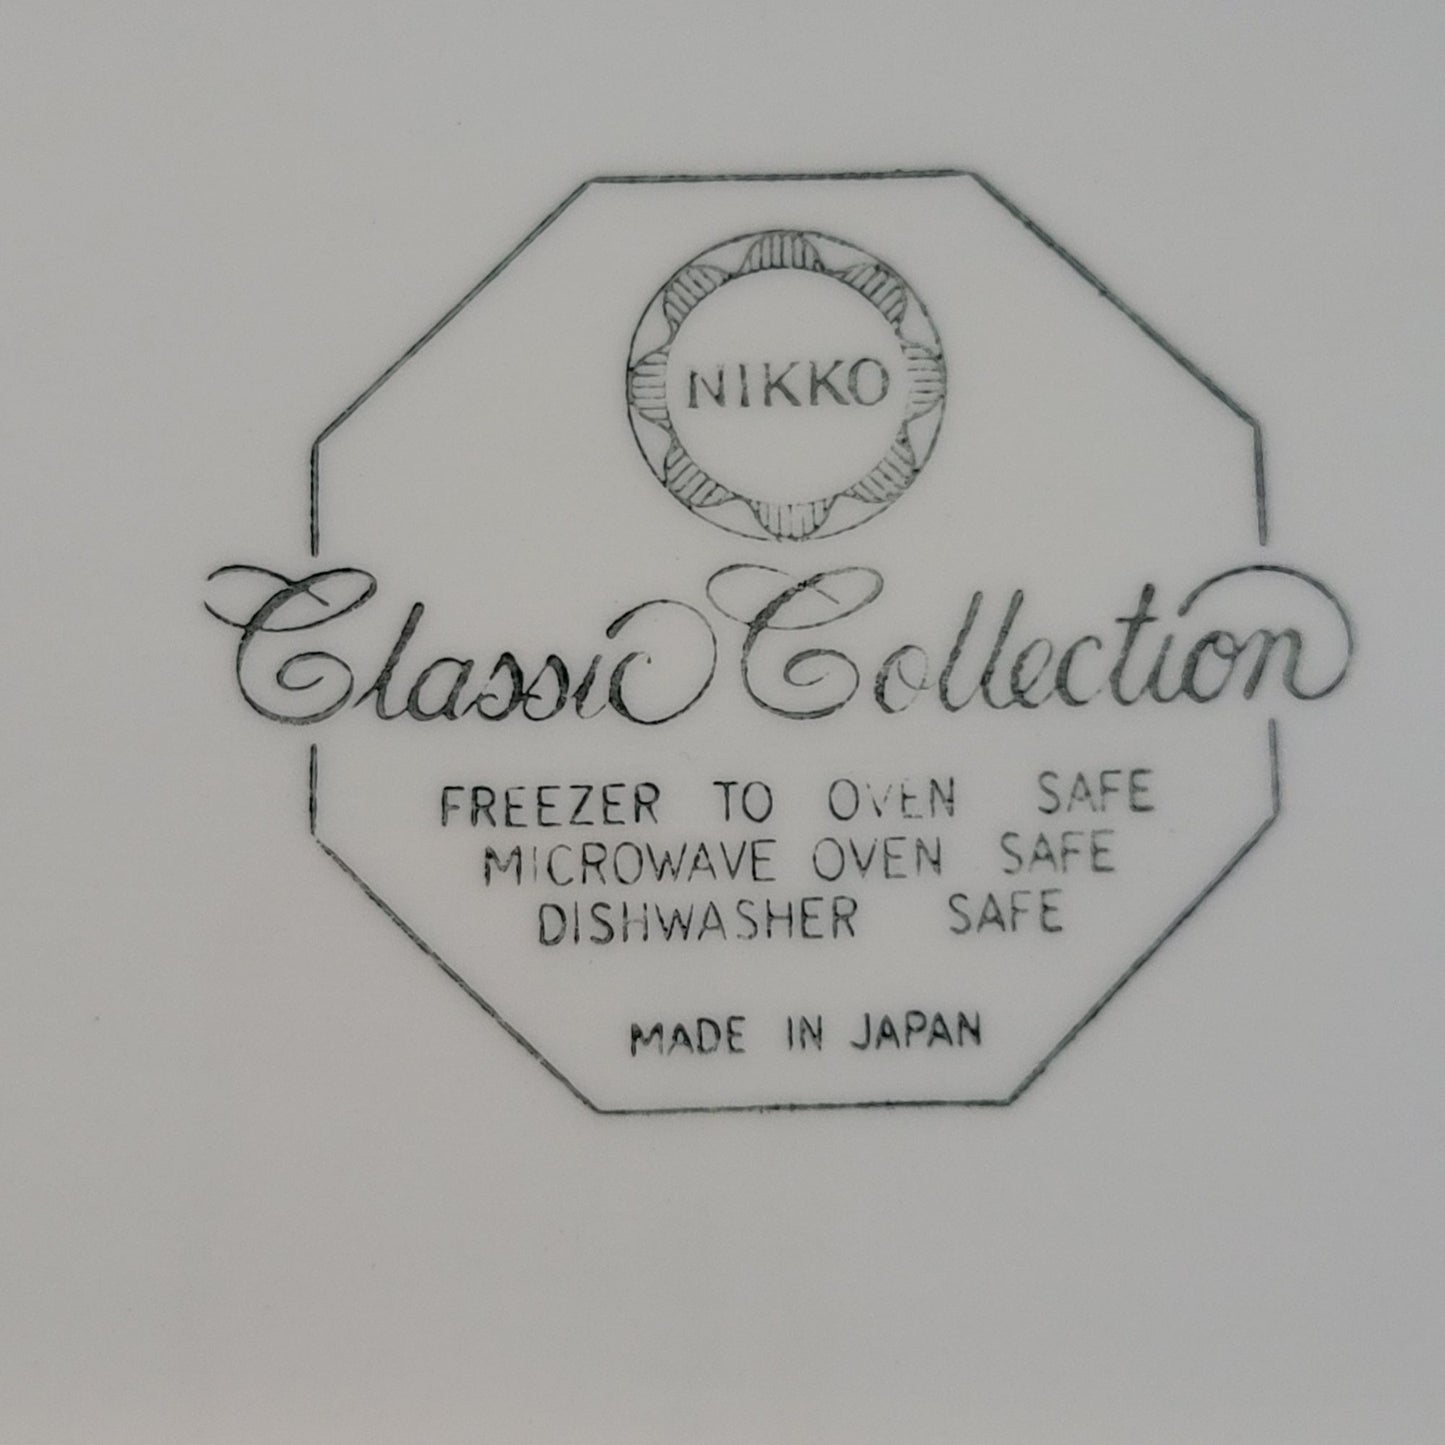 NIKKO
Classic Collection
FREEZER TO OVEN SAFE
MICROWAVE OVEN SAFE
DISHWASHER SAFE
MADE IN JAPAN